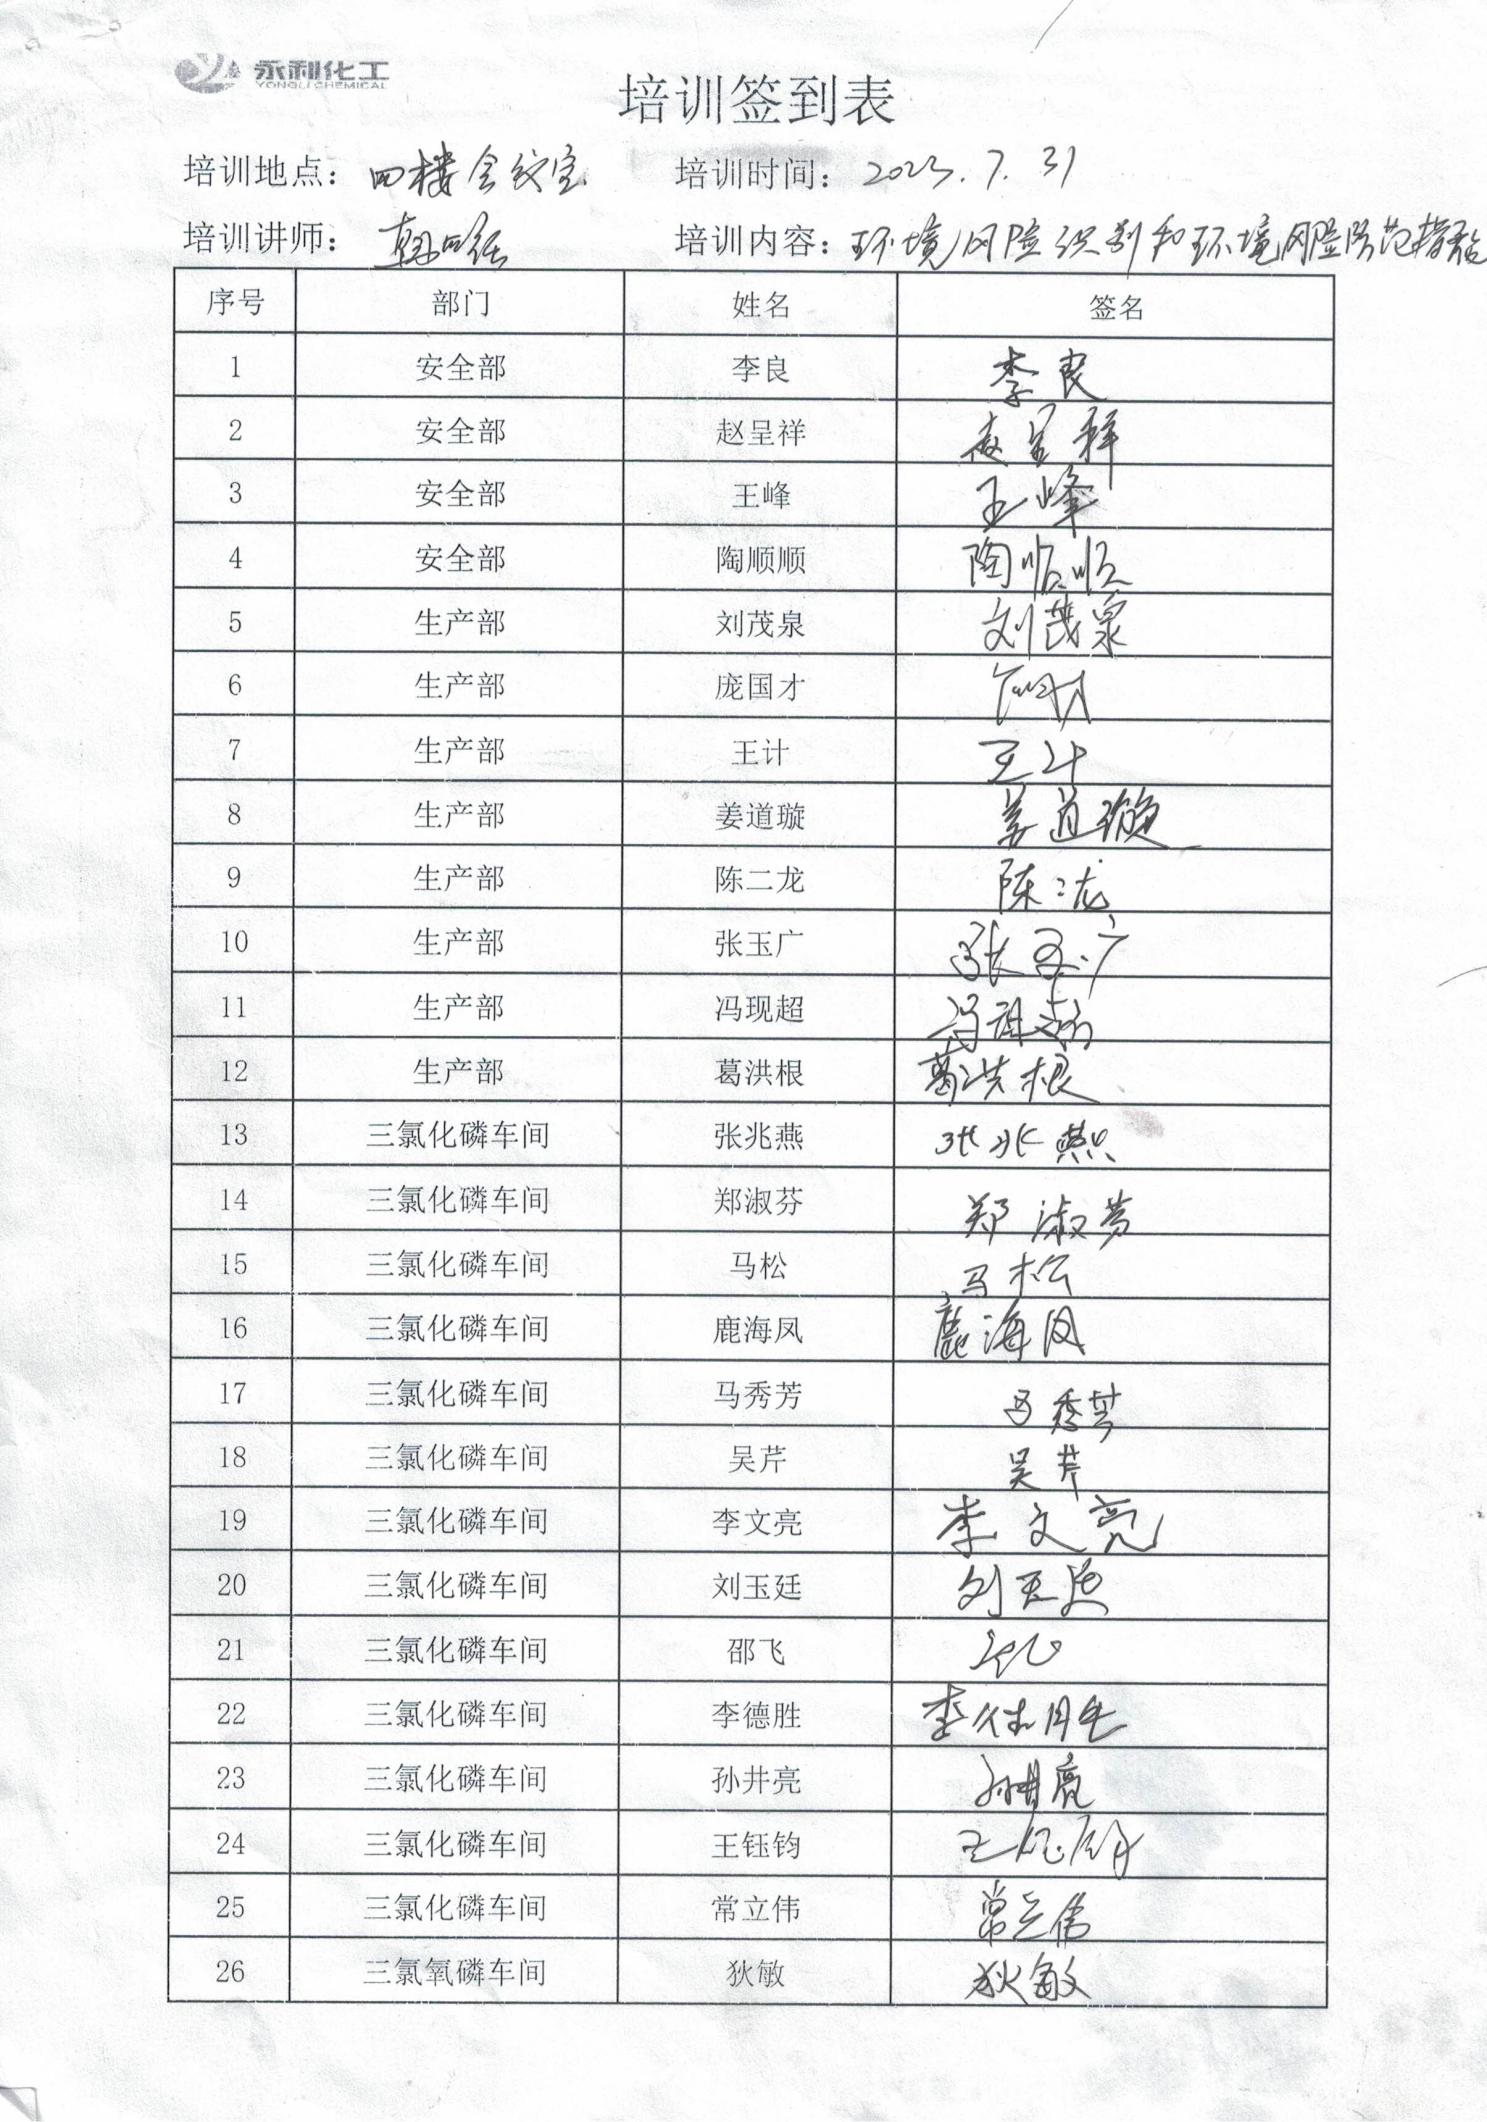 永利化工
YONGLI CHEMICAL
培训签到表
培训地点：四楼会议室 培训时间：2023.7.31
培训讲师： 培训内容：环境风险识别和环境风险防范措施
序号 部门 姓名 签名
1 安全部 李良 李良
2 安全部 赵呈祥 赵呈祥
3 安全部 王峰 王峰
4 安全部 陶顺顺 陶顺顺
5 生产部 刘茂泉 刘茂泉
6 生产部 庞国才
7 生产部 王计 王计
8 生产部 姜道璇 姜道璇
9 生产部 陈二龙 陈二龙
10 生产部 张玉广 张玉广
11 生产部 冯现超 冯现超
12 生产部 葛洪根 葛洪根
13 三氯化磷车间 张兆燕 张兆燕
14 三氯化磷车间 郑淑芬 郑淑芬
15 三氯化磷车间 马松 马松
16 三氯化磷车间 鹿海凤 鹿海凤
17 三氯化磷车间 马秀芳 马秀芳
18 三氯化磷车间 吴芹 吴芹
19 三氯化磷车间 李文亮 李文亮
20 三氯化磷车间 刘玉廷 刘玉廷
21 三氯化磷车间 邵飞
22 三氯化磷车间 李德胜 李德胜
23 三氯化磷车间 孙井亮 孙井亮
24 三氯化磷车间 王钰钧 王钰钧
25 三氯化磷车间 常立伟 常立伟
26 三氯氧磷车间 狄敏 狄敏